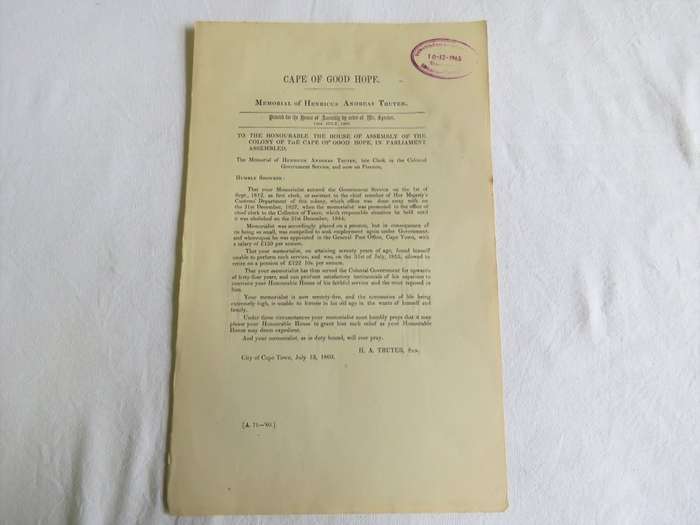 10-12-1965
CAPE OF GOOD HOPE.
MEMORIAL of HENRICUS ANDREAS TRUTER.
Printed for the House of Assembly by order of Mr. Speaker.
JULY, 1860.
TO THE HONOURABLE THE HOUSE OF ASSEMBLY OF THE
COLONY OF THE CAPE OF GOOD HOPE, IN PARLIAMENT
ASSEMBLED.
The Memorial of HENRICUS ANDREAS TRUTER, late Clerk in the Colonial
Government Service, and now on Pension,
HUMBLY SHOWETH:
That your Memorialist entered the Government Service on the 1st of
Sept., 1812, as first clerk, or assistant to the chief searcher of Her Majesty's
Customs' Department of this colony, which office was done away with on
the 31st December, 1827, when the memorialist was promoted to the office of
chief clerk to the Collector of Taxes, which responsible situation he held until
it was abolished on the 31st December, 1844;
Memorialist was accordingly placed on a pension, but in consequence of
its being so small, was compelled to seek employment again under Government,
and whereupon he was appointed in the General Post Office, Cape Town, with
a salary of £150 per annum.
That your memorialist, on attaining seventy years of age, found himself
unable to perform such service, and was, on the 31st of July, 1855, allowed to
retire on a pension of £122 10s. per annum.
That your memorialist has thus served the Colonial Government for upwards
of forty-four years, and can produce satisfactory testimonials of his superiors to
convince your Honourable House of his faithful service and the trust reposed in
him.
Your memorialist is now seventy-five, and the necessaries of life being
extremely high, is unable to in his old age in the wants of himself and
family.
Under these circumstances your memorialist most humbly prays that it may
please your Honourable House to grant him such relief as your Honourable
House may deem expedient.
And your memorialist, as in duty bound, will ever pray.
H. A. TRUTER, Sen.
City of Cape Town, July 13, 1860.
[A. 71—'60.]